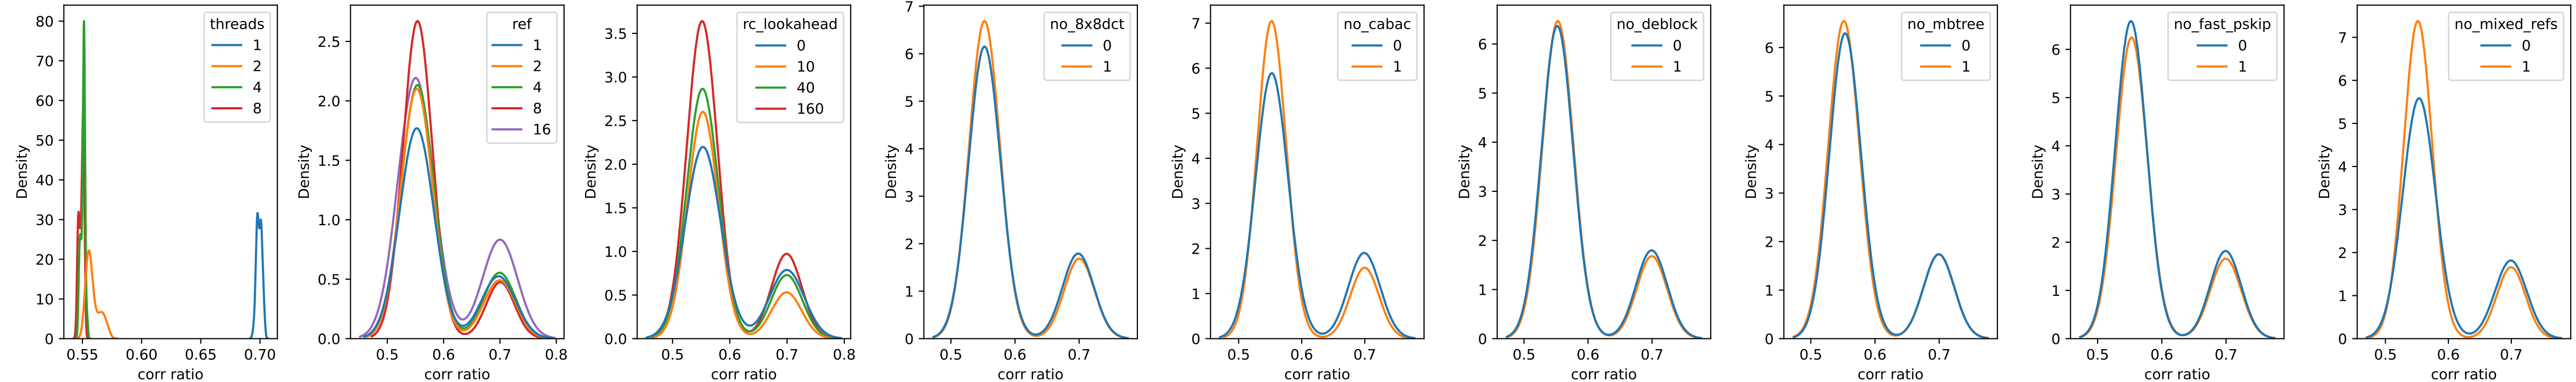 threads
1
2
4
8
80
70
60
50
40
30
20
10
0
Density
0.55 0.60 0.65 0.70
corr ratio
ref
1
2
4
8
16
2.5
2.0
1.5
1.0
0.5
0.0
Density
0.5 0.6 0.7 0.8
corr ratio
rc_lookahead
0
10
40
160
3.5
3.0
2.5
2.0
1.5
1.0
0.5
0.0
Density
0.5 0.6 0.7 0.8
corr ratio
no_8x8dct
0
1
7
6
5
4
3
2
1
0
Density
0.5 0.6 0.7
corr ratio
no_cabac
0
1
7
6
5
4
3
2
1
0
Density
0.5 0.6 0.7
corr ratio
no_deblock
0
1
6
5
4
3
2
1
0
Density
0.5 0.6 0.7
corr ratio
no_mbtree
0
1
6
5
4
3
2
1
0
Density
0.5 0.6 0.7
corr ratio
no_fast_pskip
0
1
6
5
4
3
2
1
0
Density
0.5 0.6 0.7
corr ratio
no_mixed_refs
0
1
7
6
5
4
3
2
1
0
Density
0.5 0.6 0.7
corr ratio